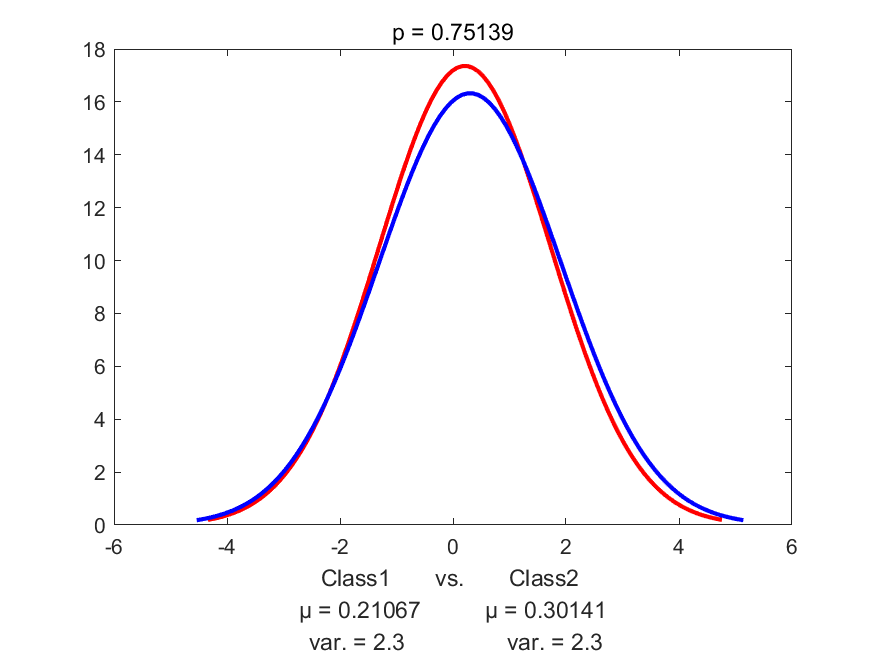 p = 0.75139
18
16
14
12
10
8
6
4
2
0
-6 -4 -2 0 2 4 6
Class1 vs. Class2
μ = 0.21067 μ = 0.30141
var. = 2.3 var. = 2.3